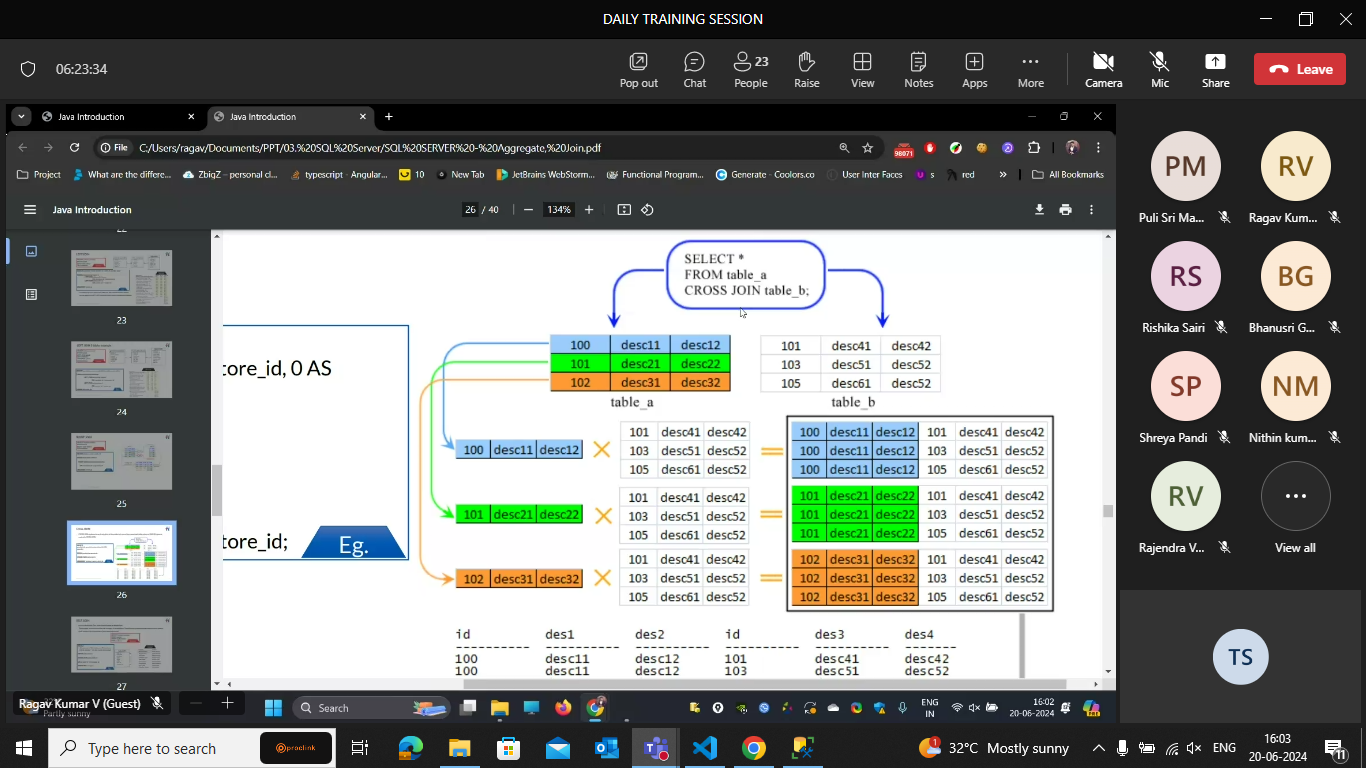 DAILY TRAINING SESSION
06:23:34
Pop out
Chat
23
People
Raise
View
Notes
Apps
More
Camera
Mic
Share
Leave
Java Introduction
Java Introduction
File
C:/Users/ragav/Documents/PPT/03.%20SQL%20Server/SQL%20SERVER%20-%20Aggregate,%20Join.pdf
98071
Project
What are the differe...
ZbigZ – personal cl...
typescript - Angular...
10
New Tab
JetBrains WebStorm...
Functional Program...
Generate - Coolors.co
User Inter Faces
s
red
»
All Bookmarks
Java Introduction
26 / 40
134%
22
23
24
25
26
27
SELECT *
FROM table_a
CROSS JOIN table_b;
core_id, 0 AS
tore_id;
Eg.
100 desc11 desc12
101 desc21 desc22
102 desc31 desc32
table_a
101 desc41 desc42
103 desc51 desc52
105 desc61 desc52
table_b
100 desc11 desc12
101 desc41 desc42
103 desc51 desc52
105 desc61 desc52
100 desc11 desc12 101 desc41 desc42
100 desc11 desc12 103 desc51 desc52
100 desc11 desc12 105 desc61 desc52
101 desc21 desc22
101 desc41 desc42
103 desc51 desc52
105 desc61 desc52
101 desc21 desc22 101 desc41 desc42
101 desc21 desc22 103 desc51 desc52
101 desc21 desc22 105 desc61 desc52
102 desc31 desc32
101 desc41 desc42
103 desc51 desc52
105 desc61 desc52
102 desc31 desc32 101 desc41 desc42
102 desc31 desc32 103 desc51 desc52
102 desc31 desc32 105 desc61 desc52
id des1 des2 id des3 des4
100 desc11 desc12 101 desc41 desc42
100 desc11 desc12 103 desc51 desc52
PM
Puli Sri Ma...
RV
Ragav Kum...
RS
Rishika Sairi
BG
Bhanusri G...
SP
Shreya Pandi
NM
Nithin kum...
RV
Rajendra V...
View all
TS
Ragav Kumar V (Guest)
Partly sunny
Search
ENG
IN
16:02
20-06-2024
Type here to search
proclink
1
32°C Mostly sunny
ENG
16:03
20-06-2024
11